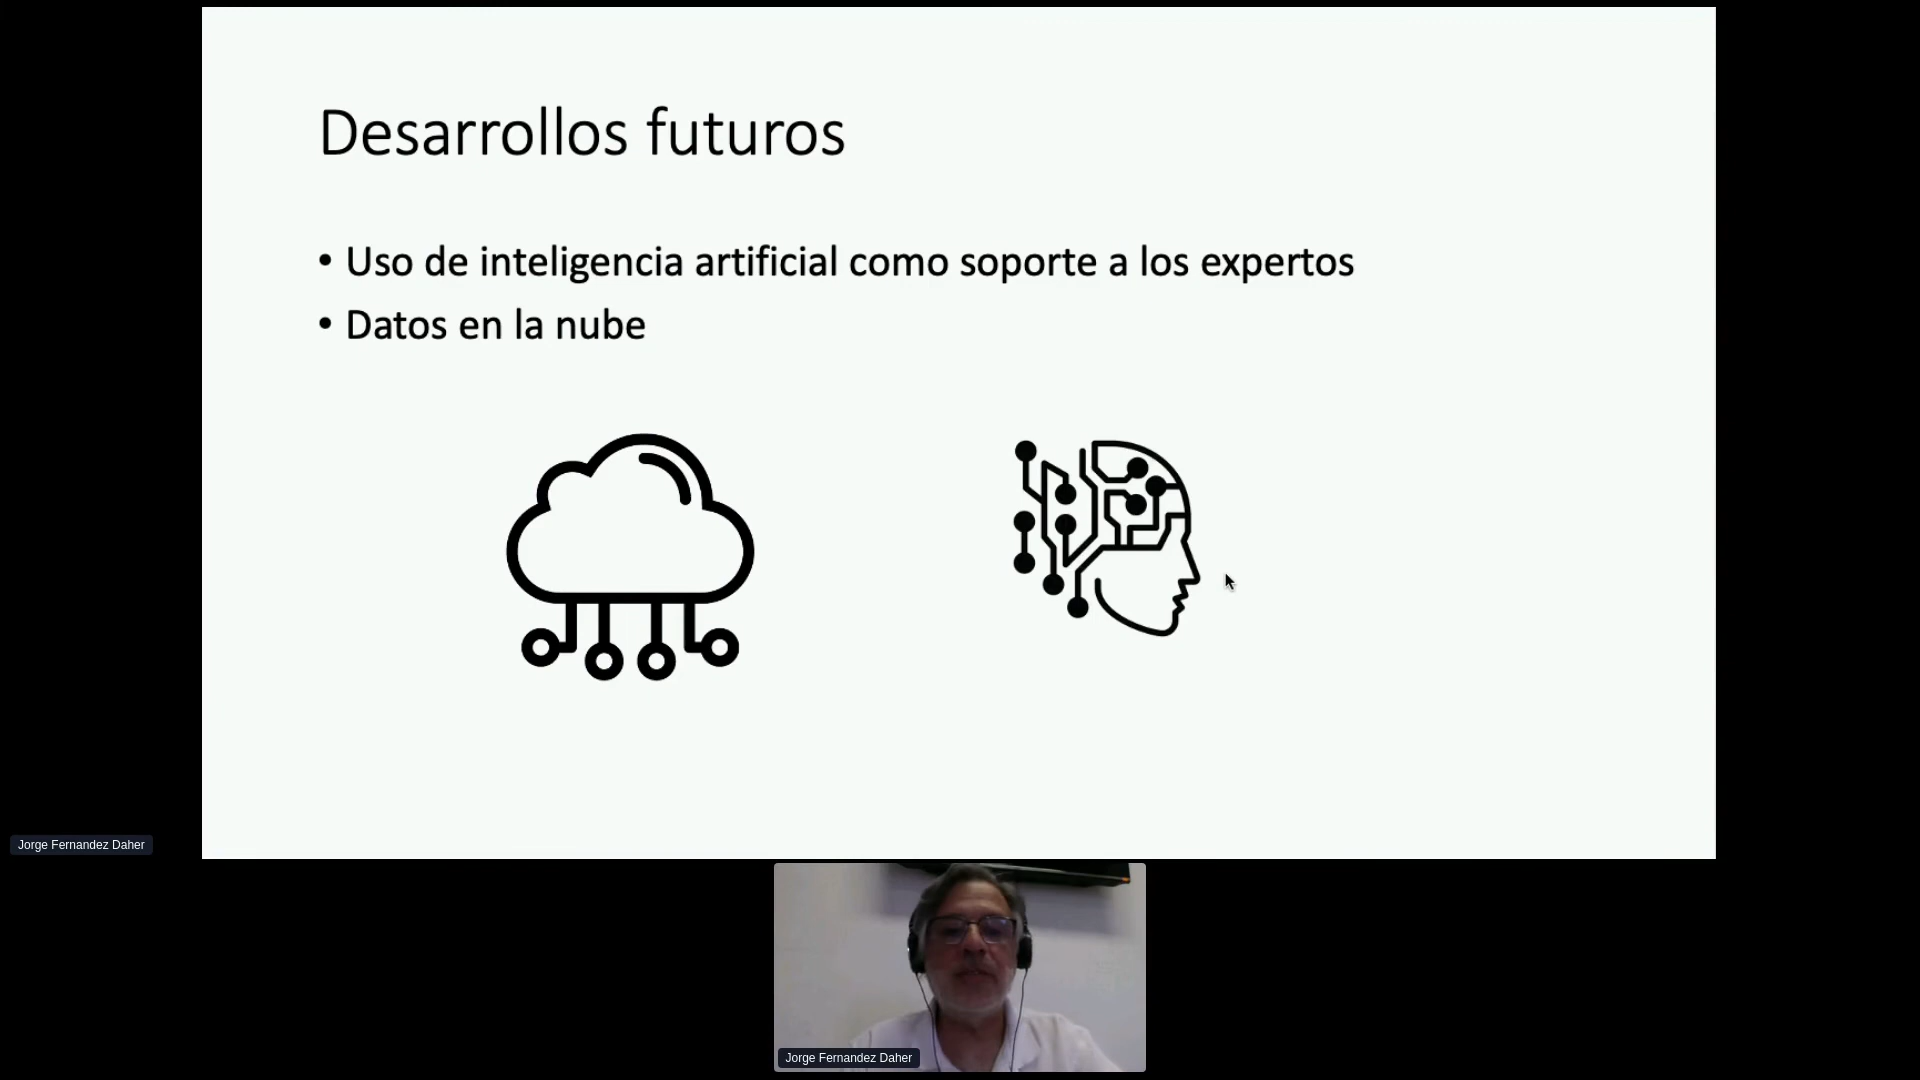 Desarrollos futuros
• Uso de inteligencia artificial como soporte a los expertos
• Datos en la nube
Jorge Fernandez Daher
Jorge Fernandez Daher